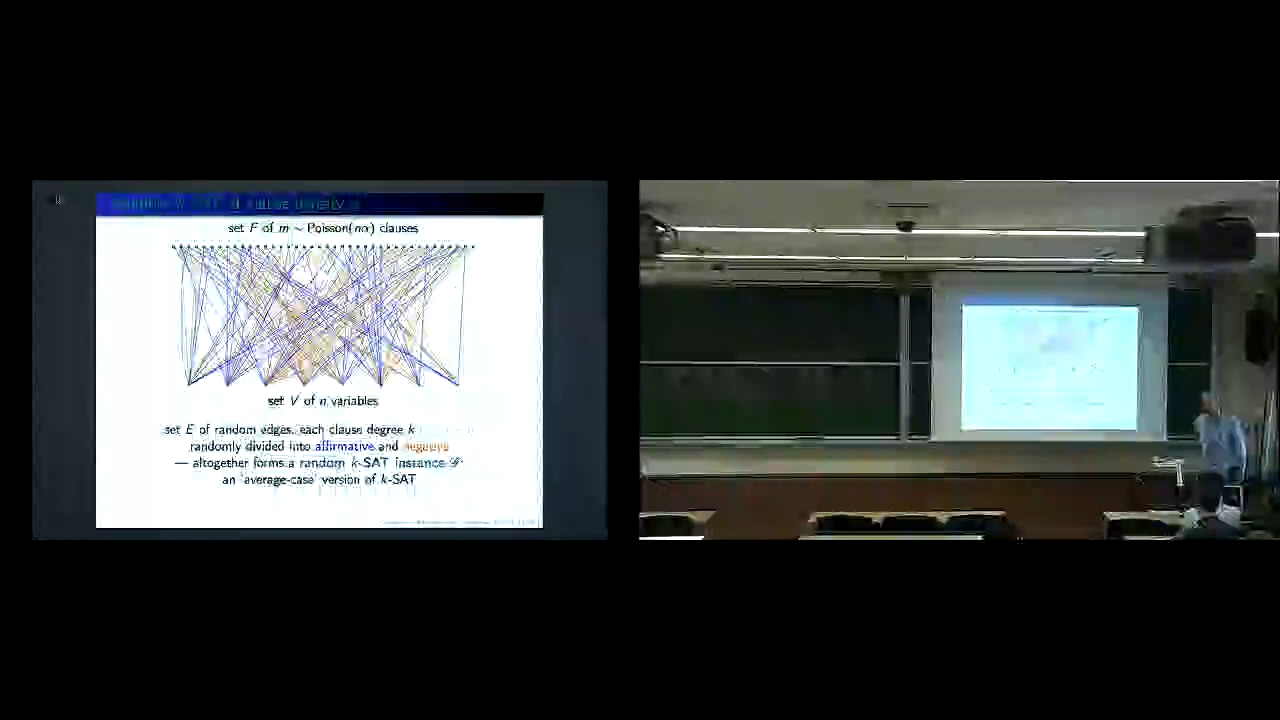 set F of m ∼ Poisson(nα) clauses
set V of n variables
set E of random edges, each clause degree k
randomly divided into affirmative and negative
— altogether forms a random k-SAT instance 𝒢
an 'average-case' version of k-SAT